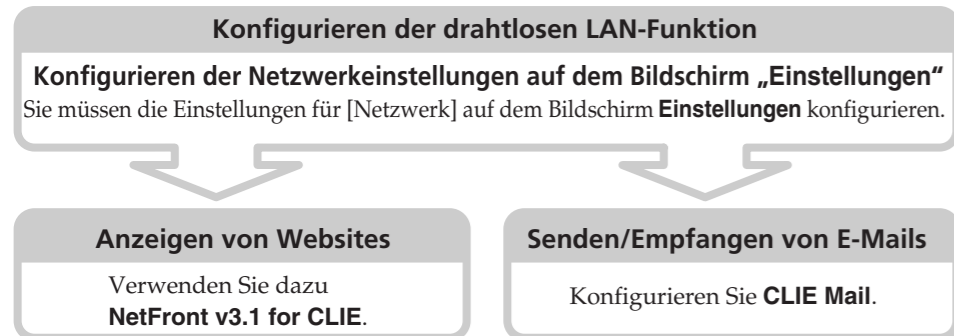 Konfigurieren der drahtlosen LAN-Funktion
Konfigurieren der Netzwerkeinstellungen auf dem Bildschirm „Einstellungen“
Sie müssen die Einstellungen für [Netzwerk] auf dem Bildschirm Einstellungen konfigurieren.
Anzeigen von Websites
Verwenden Sie dazu
NetFront v3.1 for CLIE.
Senden/Empfangen von E-Mails
Konfigurieren Sie CLIE Mail.